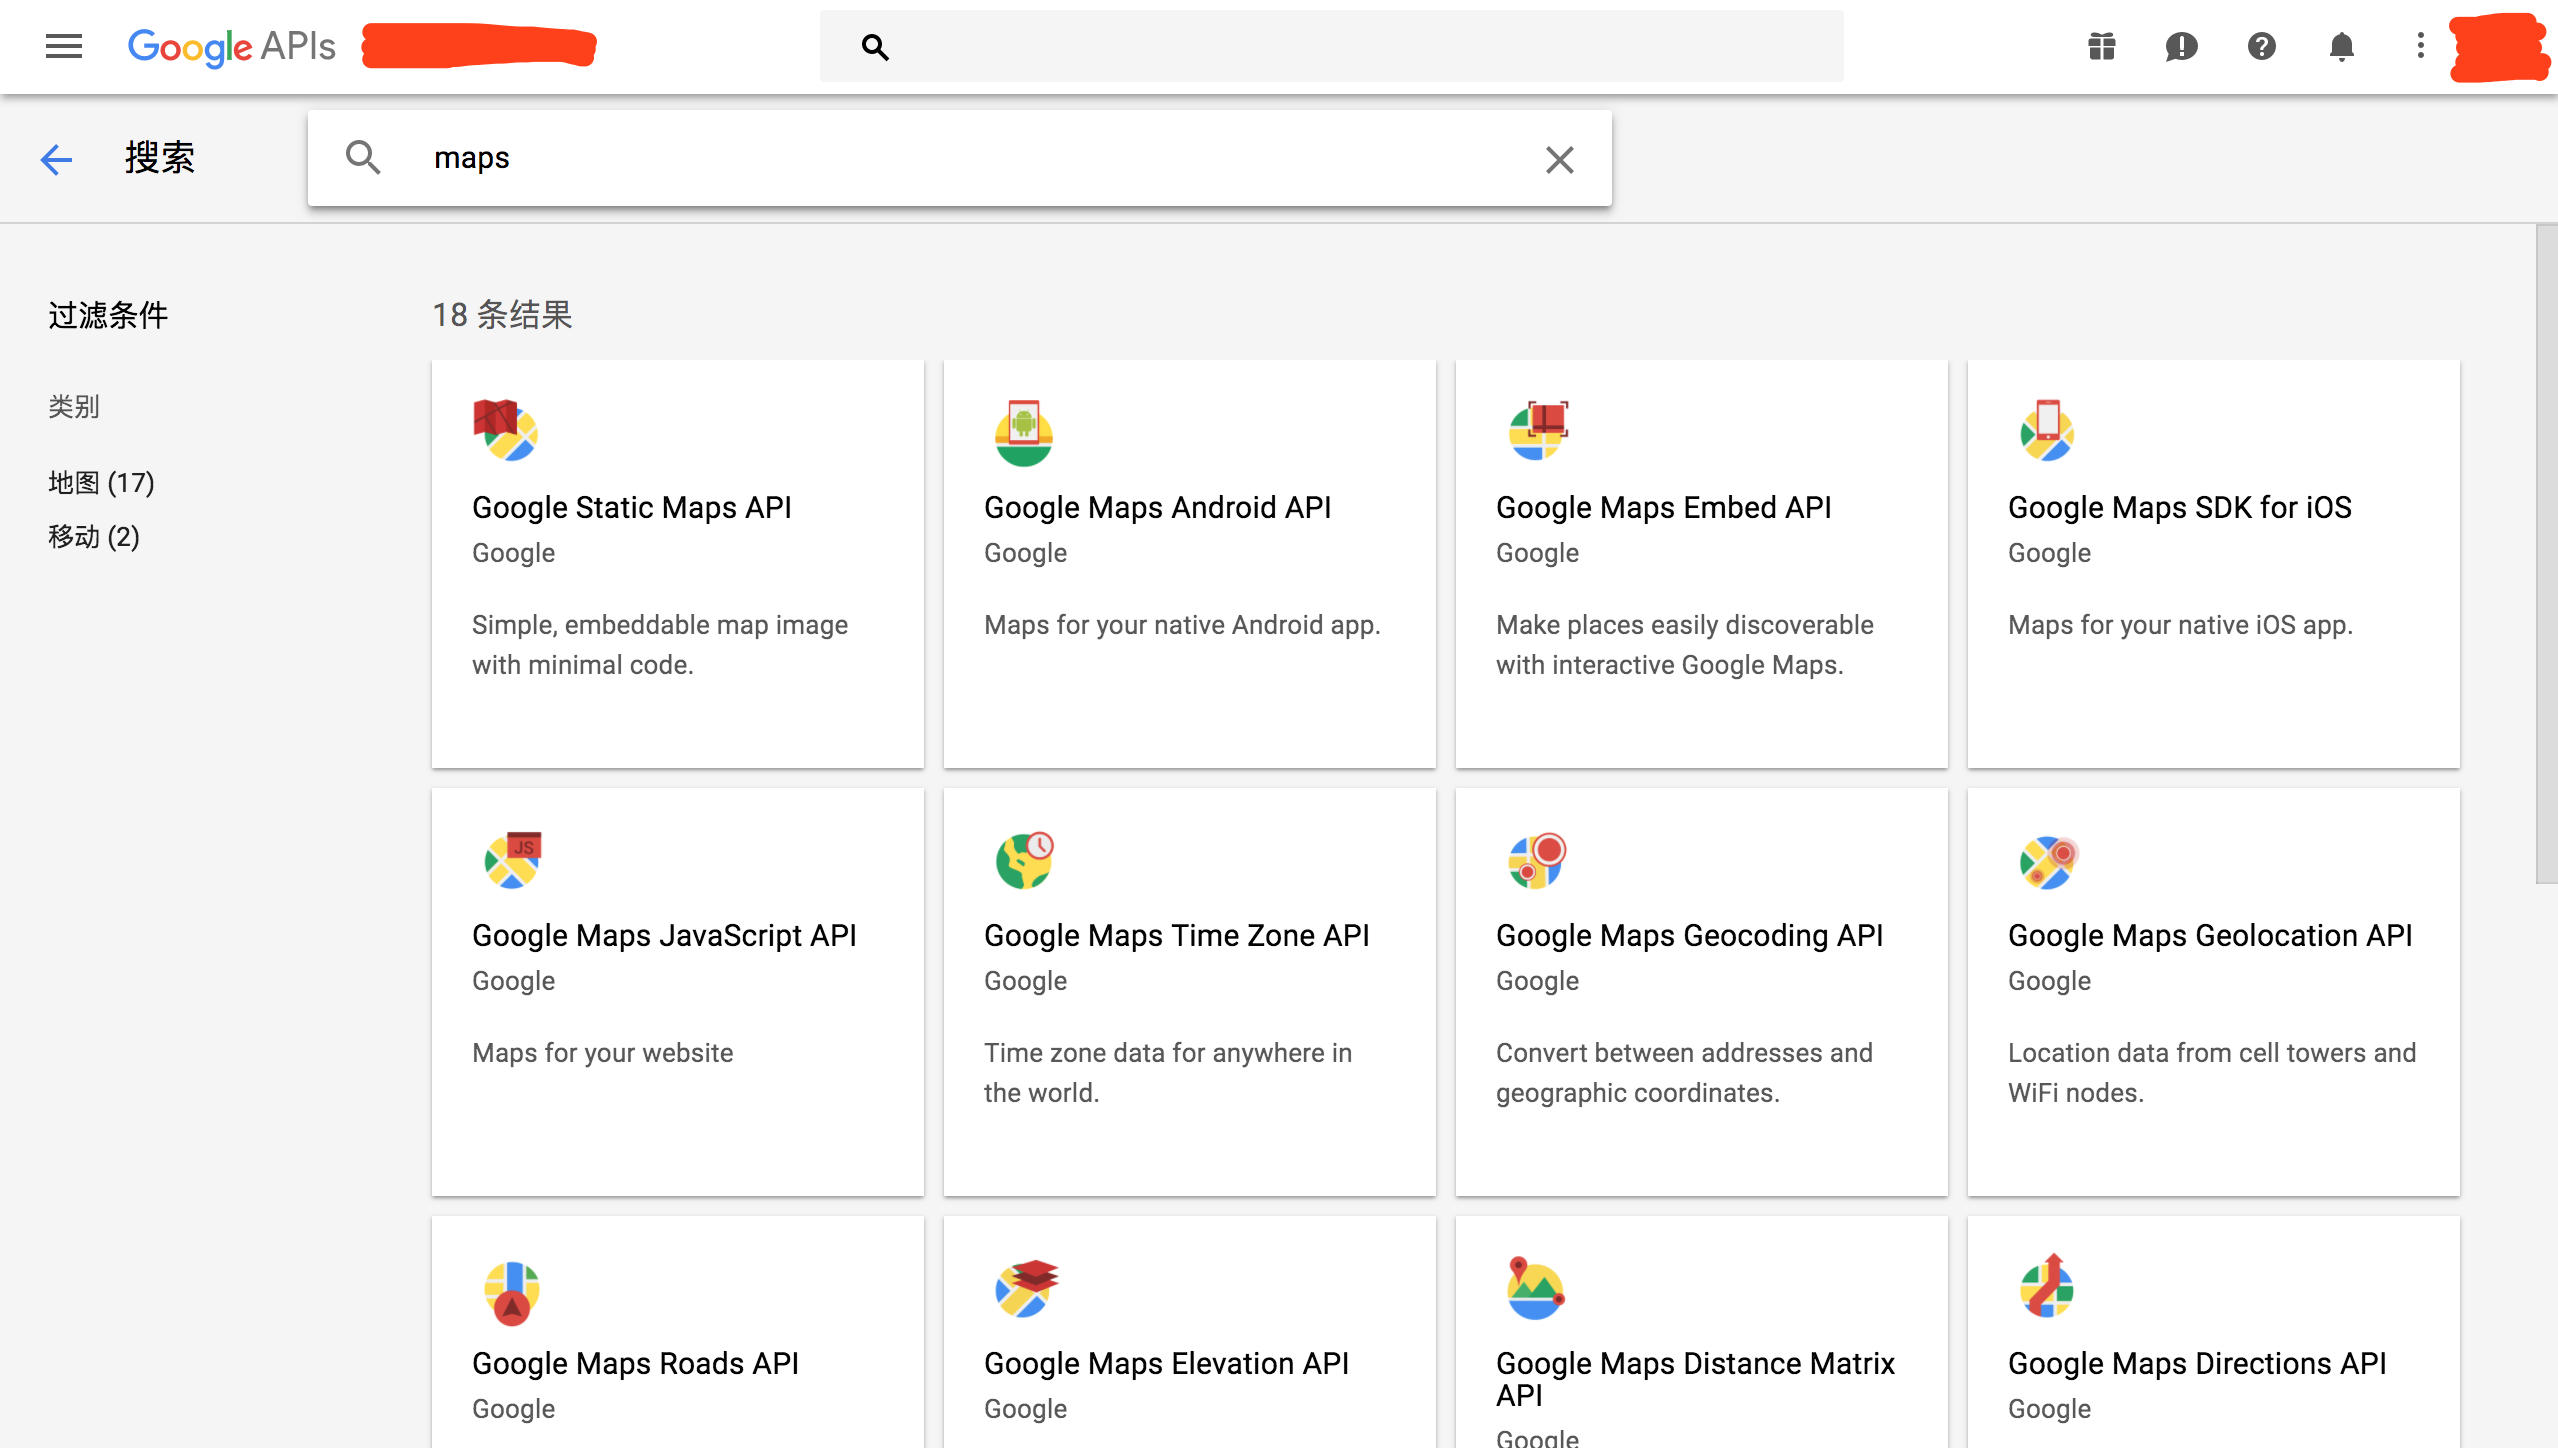 Google APIs
搜索
maps
过滤条件
类别
地图 (17)
移动 (2)
18 条结果
Google Static Maps API
Google
Simple, embeddable map image
with minimal code.
Google Maps Android API
Google
Maps for your native Android app.
Google Maps Embed API
Google
Make places easily discoverable
with interactive Google Maps.
Google Maps SDK for iOS
Google
Maps for your native iOS app.
JS
Google Maps JavaScript API
Google
Maps for your website
Google Maps Time Zone API
Google
Time zone data for anywhere in
the world.
Google Maps Geocoding API
Google
Convert between addresses and
geographic coordinates.
Google Maps Geolocation API
Google
Location data from cell towers and
WiFi nodes.
Google Maps Roads API
Google
Google Maps Elevation API
Google
Google Maps Distance Matrix
API
Google
Google Maps Directions API
Google